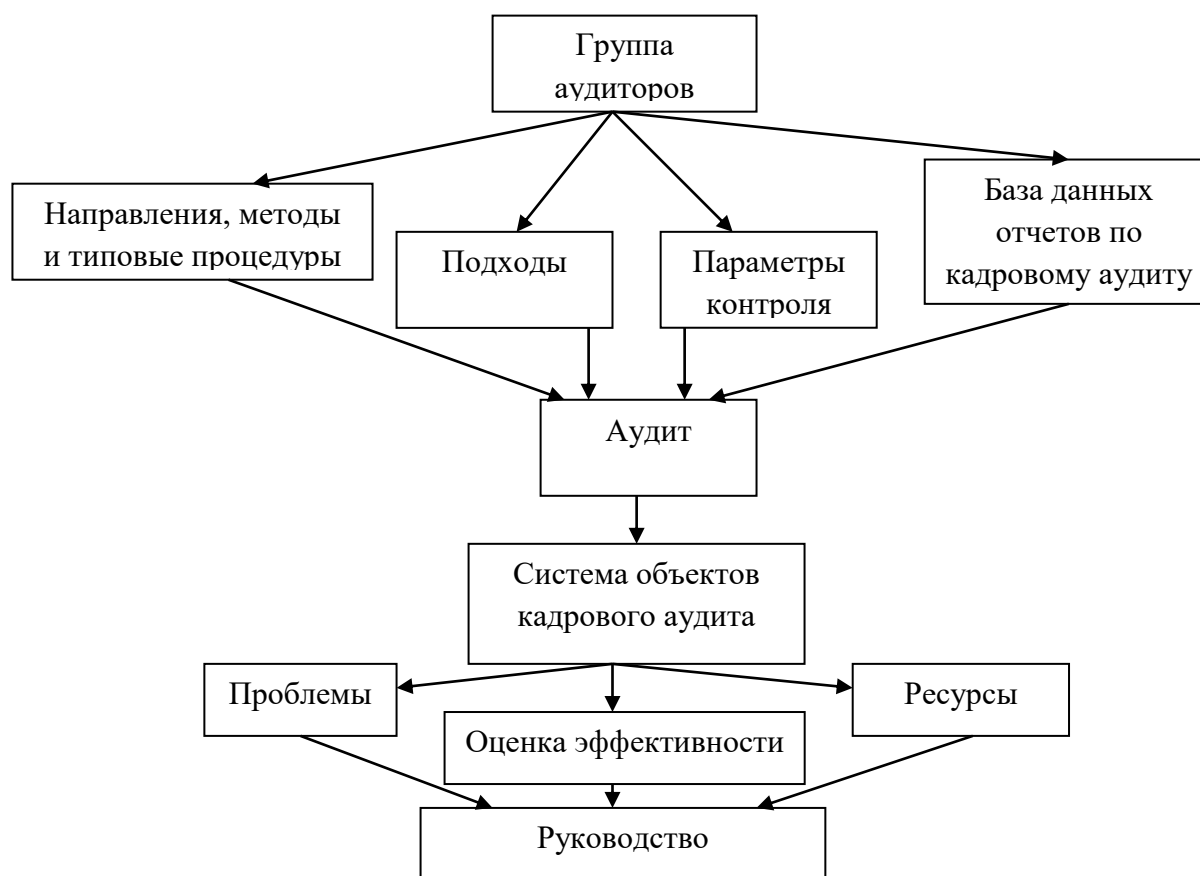 Группа
аудиторов
Направления, методы
и типовые процедуры
Подходы
Параметры
контроля
База данных
отчетов по
кадровому аудиту
Аудит
Система объектов
кадрового аудита
Проблемы
Оценка эффективности
Ресурсы
Руководство